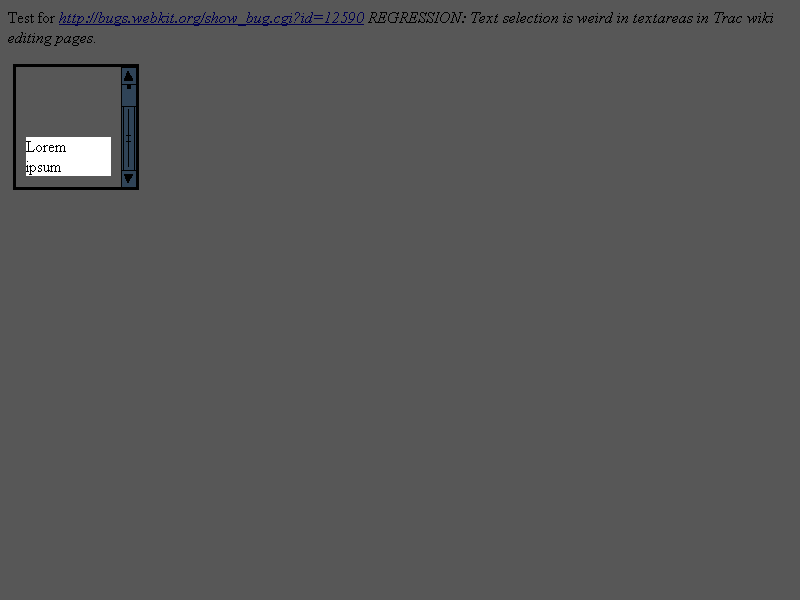 Test for http://bugs.webkit.org/show_bug.cgi?id=12590 REGRESSION: Text selection is weird in textareas in Trac wiki
editing pages.
Lorem
ipsum